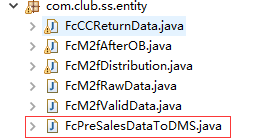 com.club.ss.entity
FcCCReturnData.java
FcM2fAfterOB.java
FcM2fDistribution.java
FcM2fRawData.java
FcM2fValidData.java
FcPreSalesDataToDMS.java